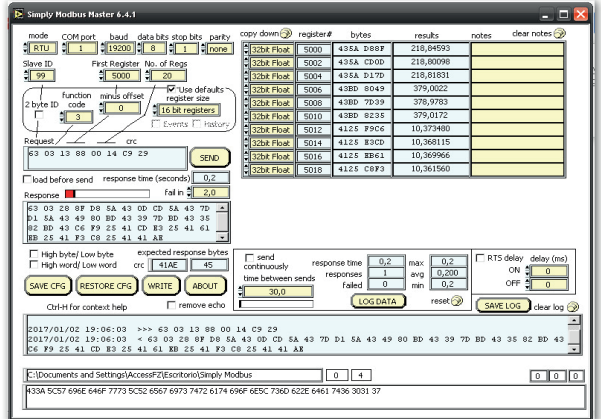 Simply Modbus Master 6.4.1
mode COM port baud data bits stop bits parity
RTU 1 19200 8 1 none
Slave ID First Register No. of Regs
99 5000 20
function code minus offset Use defaults register size
2 byte ID 3 0 16 bit registers
Events History
Request crc
63 03 13 88 00 14 C9 29 SEND
load before send response time (seconds) 0,2
Response fail in 2,0
63 03 28 8F D8 5A 43 0D CD 5A 43 7D
D1 5A 43 49 80 BD 43 39 7D BD 43 35
82 BD 43 C6 F9 25 41 CD E3 25 41 61
EB 25 41 F3 C8 25 41 41 AE
High byte/ Low byte expected response bytes
High word/ Low word crc 41AE 45
SAVE CFG RESTORE CFG WRITE ABOUT
Ctrl-H for context help remove echo
copy down register# bytes results notes clear notes
32bit Float 5000 435A D88F 218,84593
32bit Float 5002 435A CD0D 218,80098
32bit Float 5004 435A D17D 218,81831
32bit Float 5006 43BD 8049 379,0022
32bit Float 5008 43BD 7D39 378,9783
32bit Float 5010 43BD 8235 379,0172
32bit Float 5012 4125 F9C6 10,373480
32bit Float 5014 4125 E3CD 10,368115
32bit Float 5016 4125 EB61 10,369966
32bit Float 5018 4125 C8F3 10,361560
send continuously response time 0,2 max 0,2
time between sends responses 1 avg 0,200
30,0 failed 0 min 0,2
LOG DATA reset
RTS delay delay (ms)
ON 0
OFF 0
SAVE LOG clear log
2017/01/02 19:06:03 >>> 63 03 13 88 00 14 C9 29
2017/01/02 19:06:03 < 63 03 28 8F D8 5A 43 0D CD 5A 43 7D D1 5A 43 49 80 BD 43 39 7D BD 43 35 82 BD 43
C6 F9 25 41 CD E3 25 41 61 EB 25 41 F3 C8 25 41 41 AE
C:\Documents and Settings\AccessFZ\Escritorio\Simply Modbus 0 4 0 0 0
433A 5C57 696E 646F 7773 5C52 6567 6973 7472 6174 696F 6E5C 736D 622E 6461 7436 3031 37